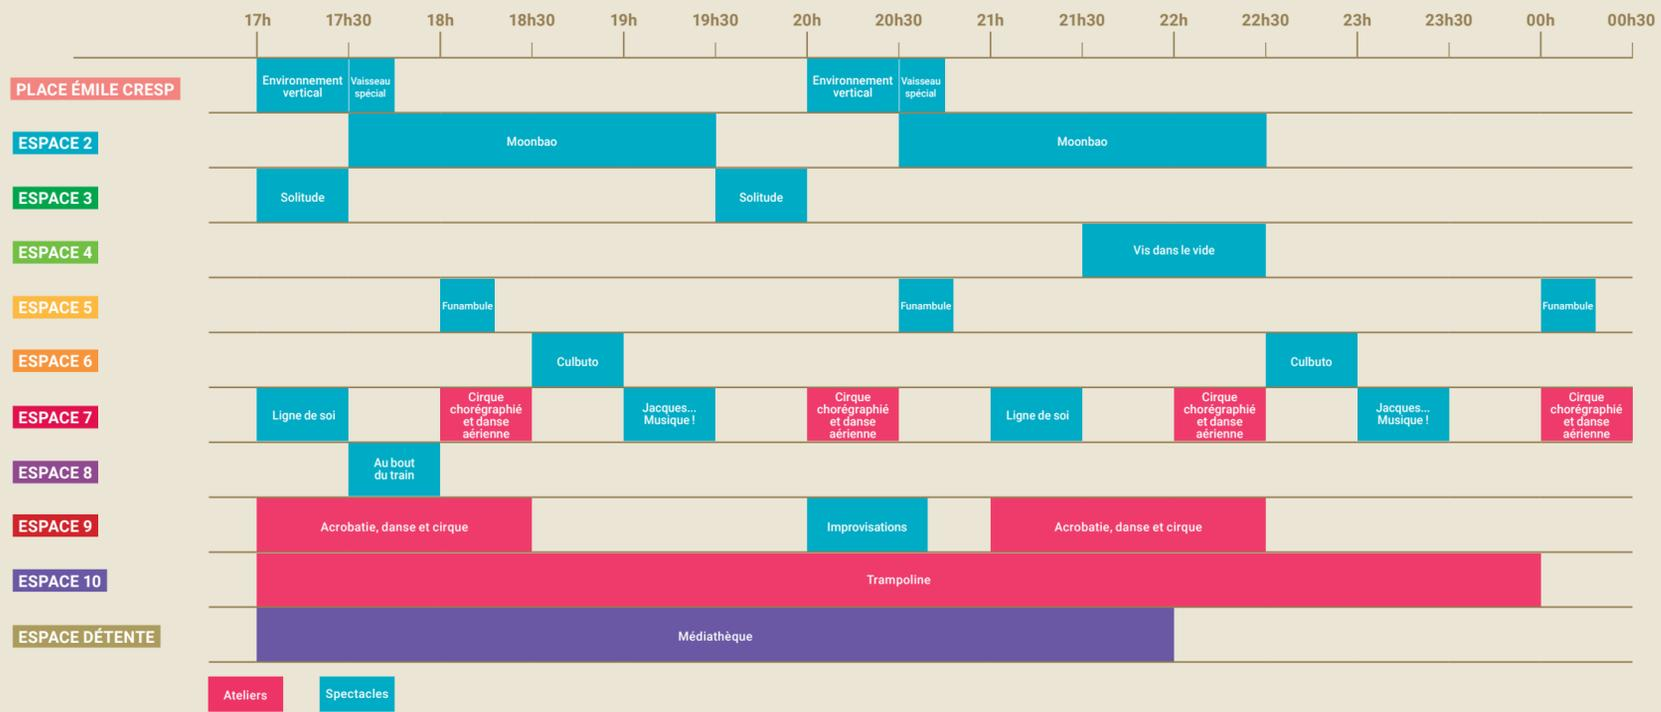 17h 17h30 18h 18h30 19h 19h30 20h 20h30 21h 21h30 22h 22h30 23h 23h30 00h 00h30
PLACE ÉMILE CRESP
Environnement
vertical
Vaisseau
spécial
Environnement
vertical
Vaisseau
spécial
ESPACE 2
Moonbao
Moonbao
ESPACE 3
Solitude
Solitude
ESPACE 4
Vis dans le vide
ESPACE 5
Funambule
Funambule
Funambule
ESPACE 6
Culbuto
Culbuto
ESPACE 7
Ligne de soi
Cirque
chorégraphié
et danse
aérienne
Jacques...
Musique !
Cirque
chorégraphié
et danse
aérienne
Ligne de soi
Cirque
chorégraphié
et danse
aérienne
Jacques...
Musique !
Cirque
chorégraphié
et danse
aérienne
ESPACE 8
Au bout
du train
ESPACE 9
Acrobatie, danse et cirque
Improvisations
Acrobatie, danse et cirque
ESPACE 10
Trampoline
ESPACE DÉTENTE
Médiathèque
Ateliers
Spectacles